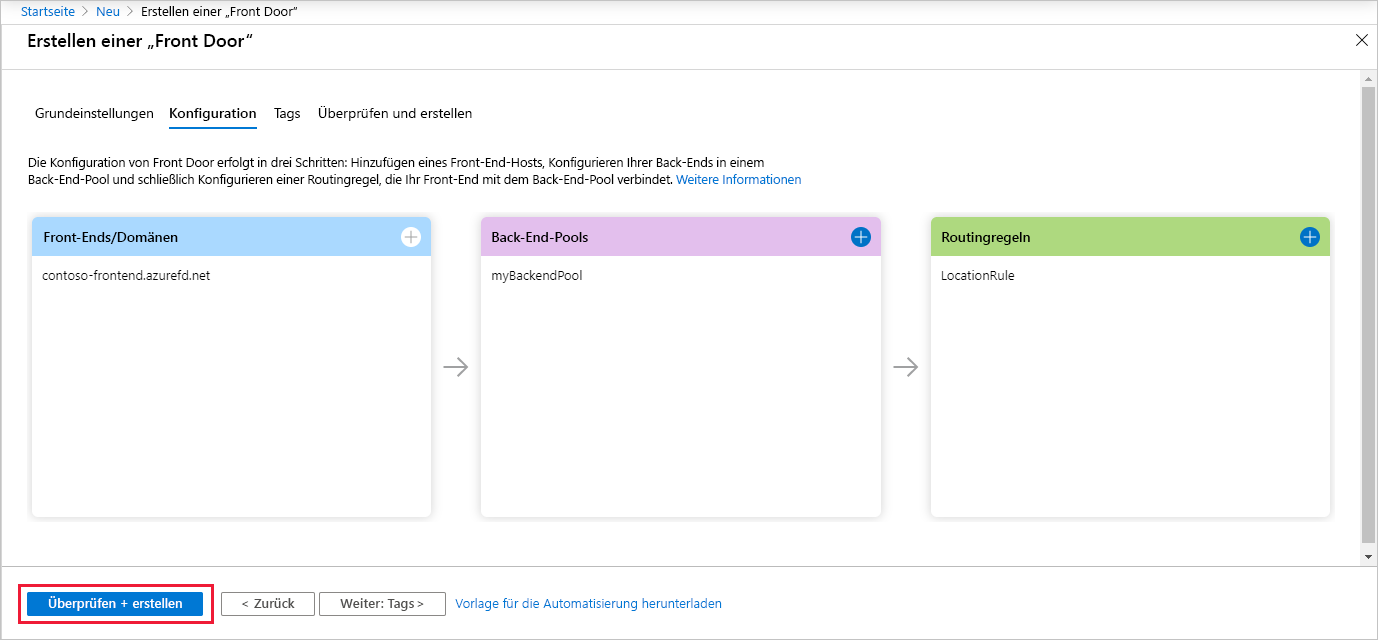 Startseite > Neu > Erstellen einer „Front Door“
Erstellen einer „Front Door“
Grundeinstellungen Konfiguration Tags Überprüfen und erstellen
Die Konfiguration von Front Door erfolgt in drei Schritten: Hinzufügen eines Front-End-Hosts, Konfigurieren Ihrer Back-Ends in einem
Back-End-Pool und schließlich Konfigurieren einer Routingregel, die Ihr Front-End mit dem Back-End-Pool verbindet. Weitere Informationen
Front-Ends/Domänen
contoso-frontend.azurefd.net
Back-End-Pools
myBackendPool
Routingregeln
LocationRule
Überprüfen + erstellen < Zurück Weiter: Tags > Vorlage für die Automatisierung herunterladen